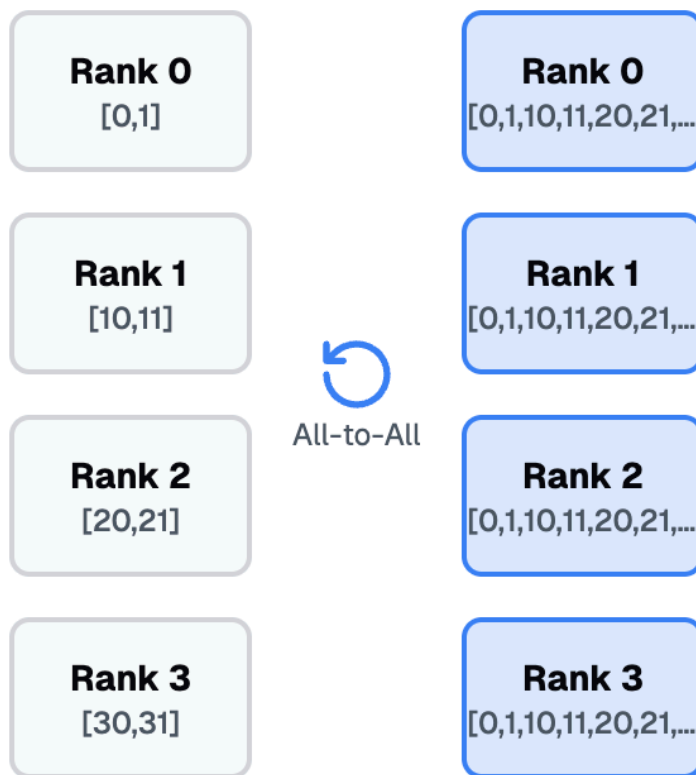 Rank 0
[0,1]
Rank 0
[0,1,10,11,20,21,...
Rank 1
[10,11]
Rank 1
[0,1,10,11,20,21,...
All-to-All
Rank 2
[20,21]
Rank 2
[0,1,10,11,20,21,...
Rank 3
[30,31]
Rank 3
[0,1,10,11,20,21,...